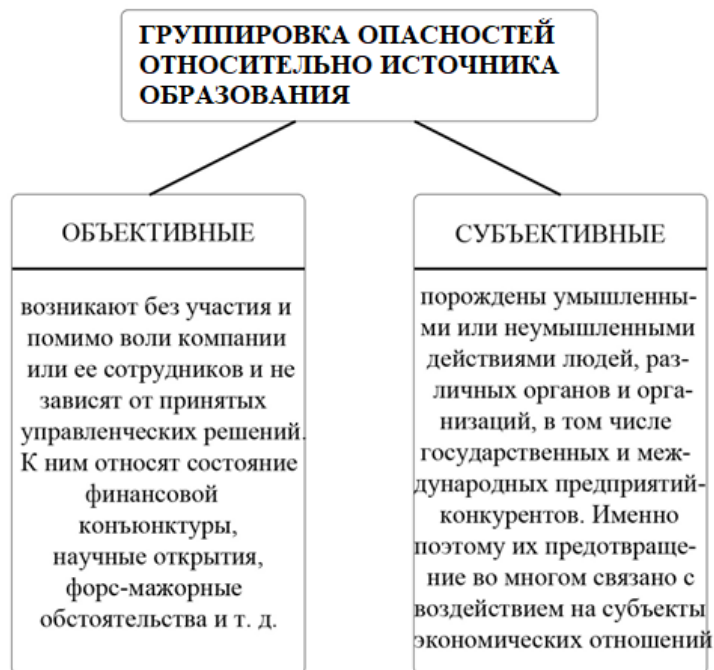 ГРУППИРОВКА ОПАСНОСТЕЙ
ОТНОСИТЕЛЬНО ИСТОЧНИКА
ОБРАЗОВАНИЯ
ОБЪЕКТИВНЫЕ
возникают без участия и
помимо воли компании
или ее сотрудников и не
зависят от принятых
управленческих решений.
К ним относят состояние
финансовой
конъюнктуры,
научные открытия,
форс-мажорные
обстоятельства и т. д.
СУБЪЕКТИВНЫЕ
порождены умышленны-
ми или неумышленными
действиями людей, раз-
личных органов и орга-
низаций, в том числе
государственных и меж-
дународных предприятий-
конкурентов. Именно
поэтому их предотвраще-
ние во многом связано с
воздействием на субъекты
экономических отношений